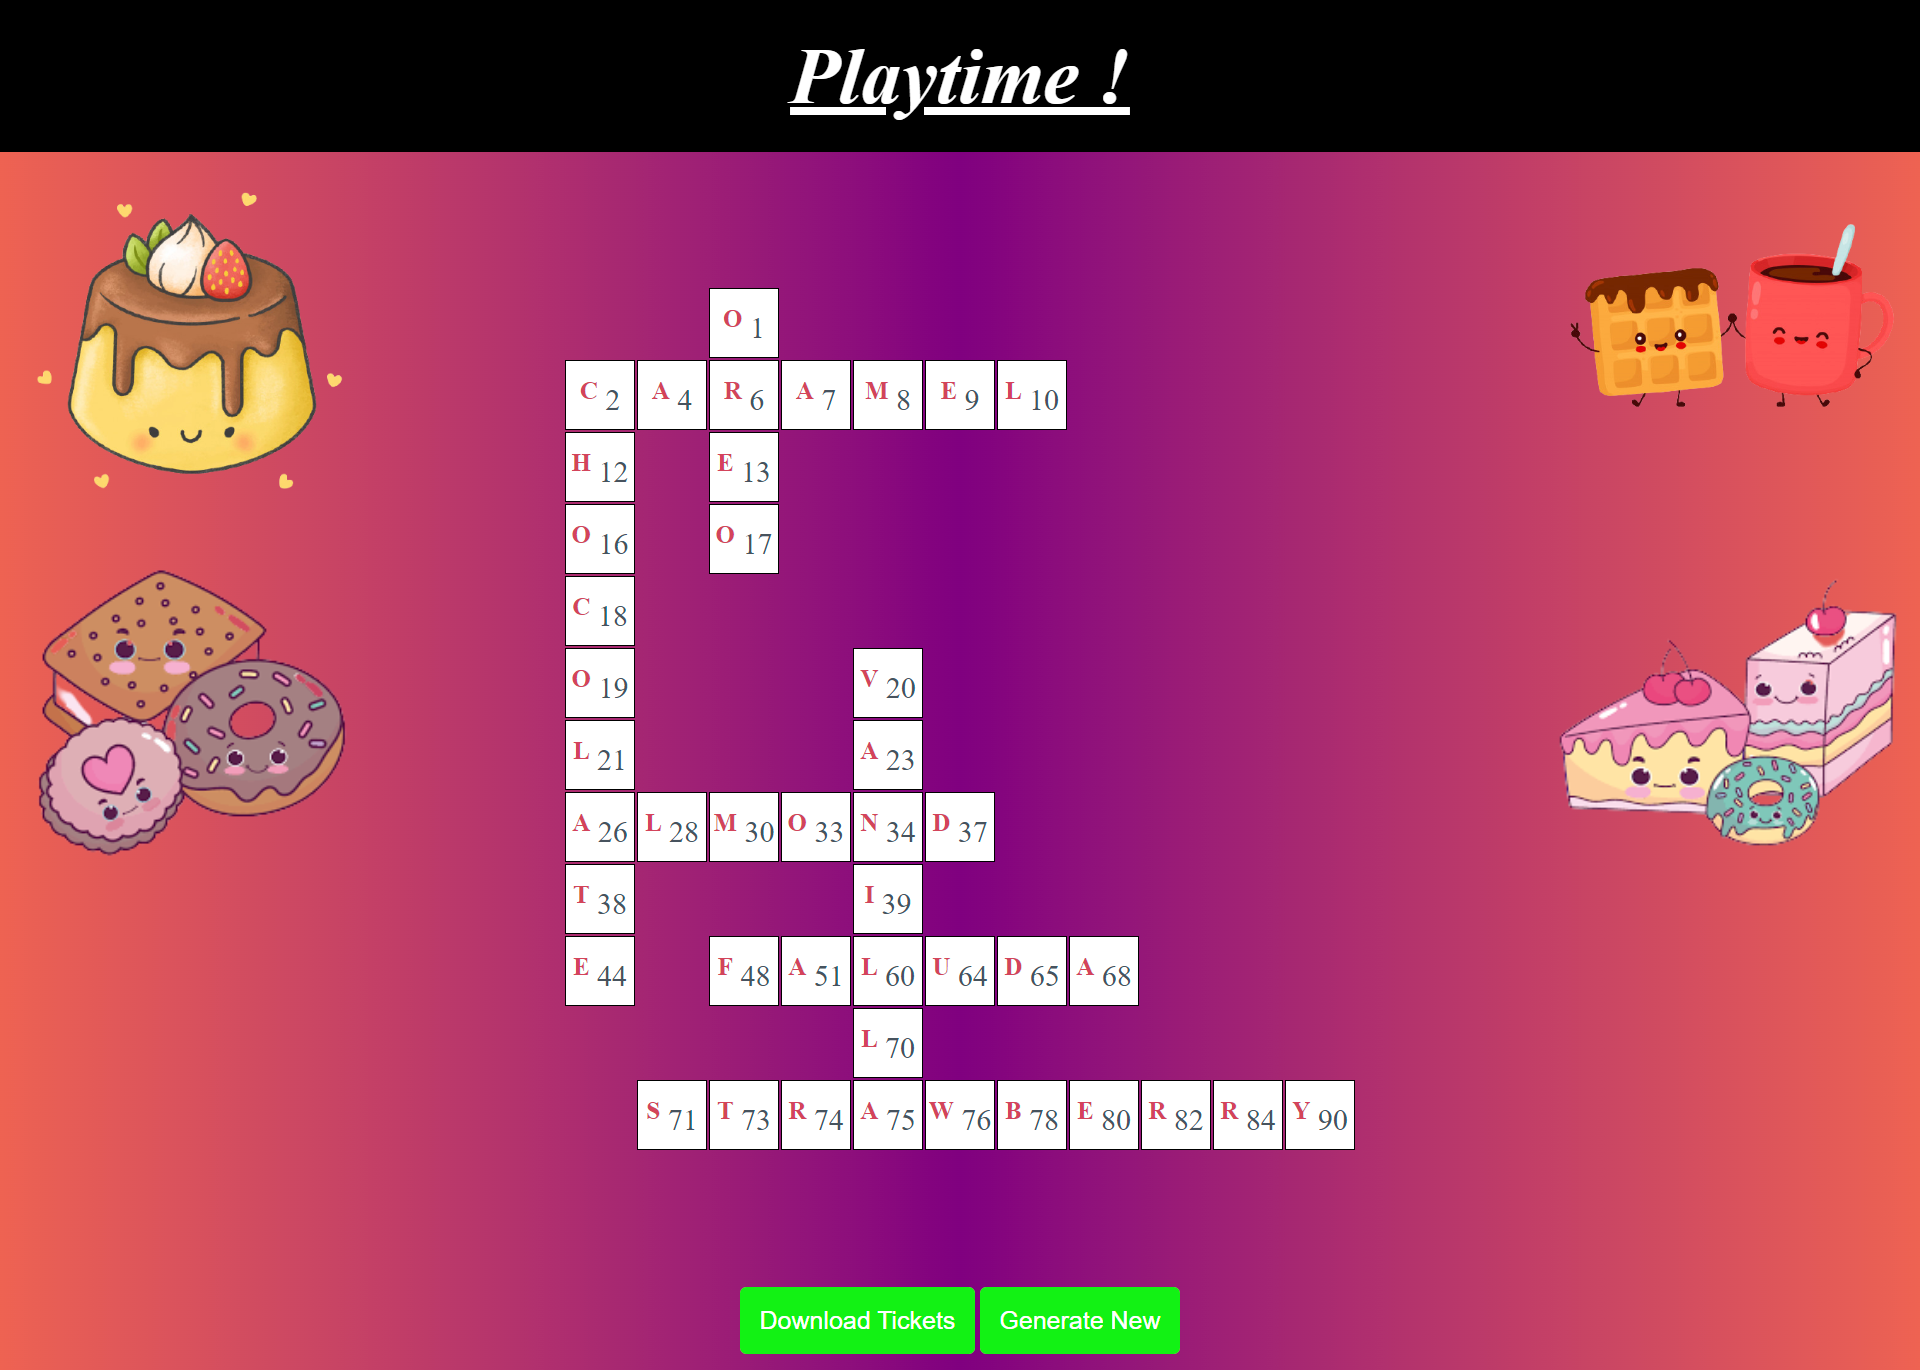 Playtime !
O 1
C 2 A 4 R 6 A 7 M 8 E 9 L 10
H 12 E 13
O 16 O 17
C 18
O 19 V 20
L 21 A 23
A 26 L 28 M 30 O 33 N 34 D 37
T 38 I 39
E 44 F 48 A 51 L 60 U 64 D 65 A 68
L 70
S 71 T 73 R 74 A 75 W 76 B 78 E 80 R 82 R 84 Y 90
Download Tickets Generate New